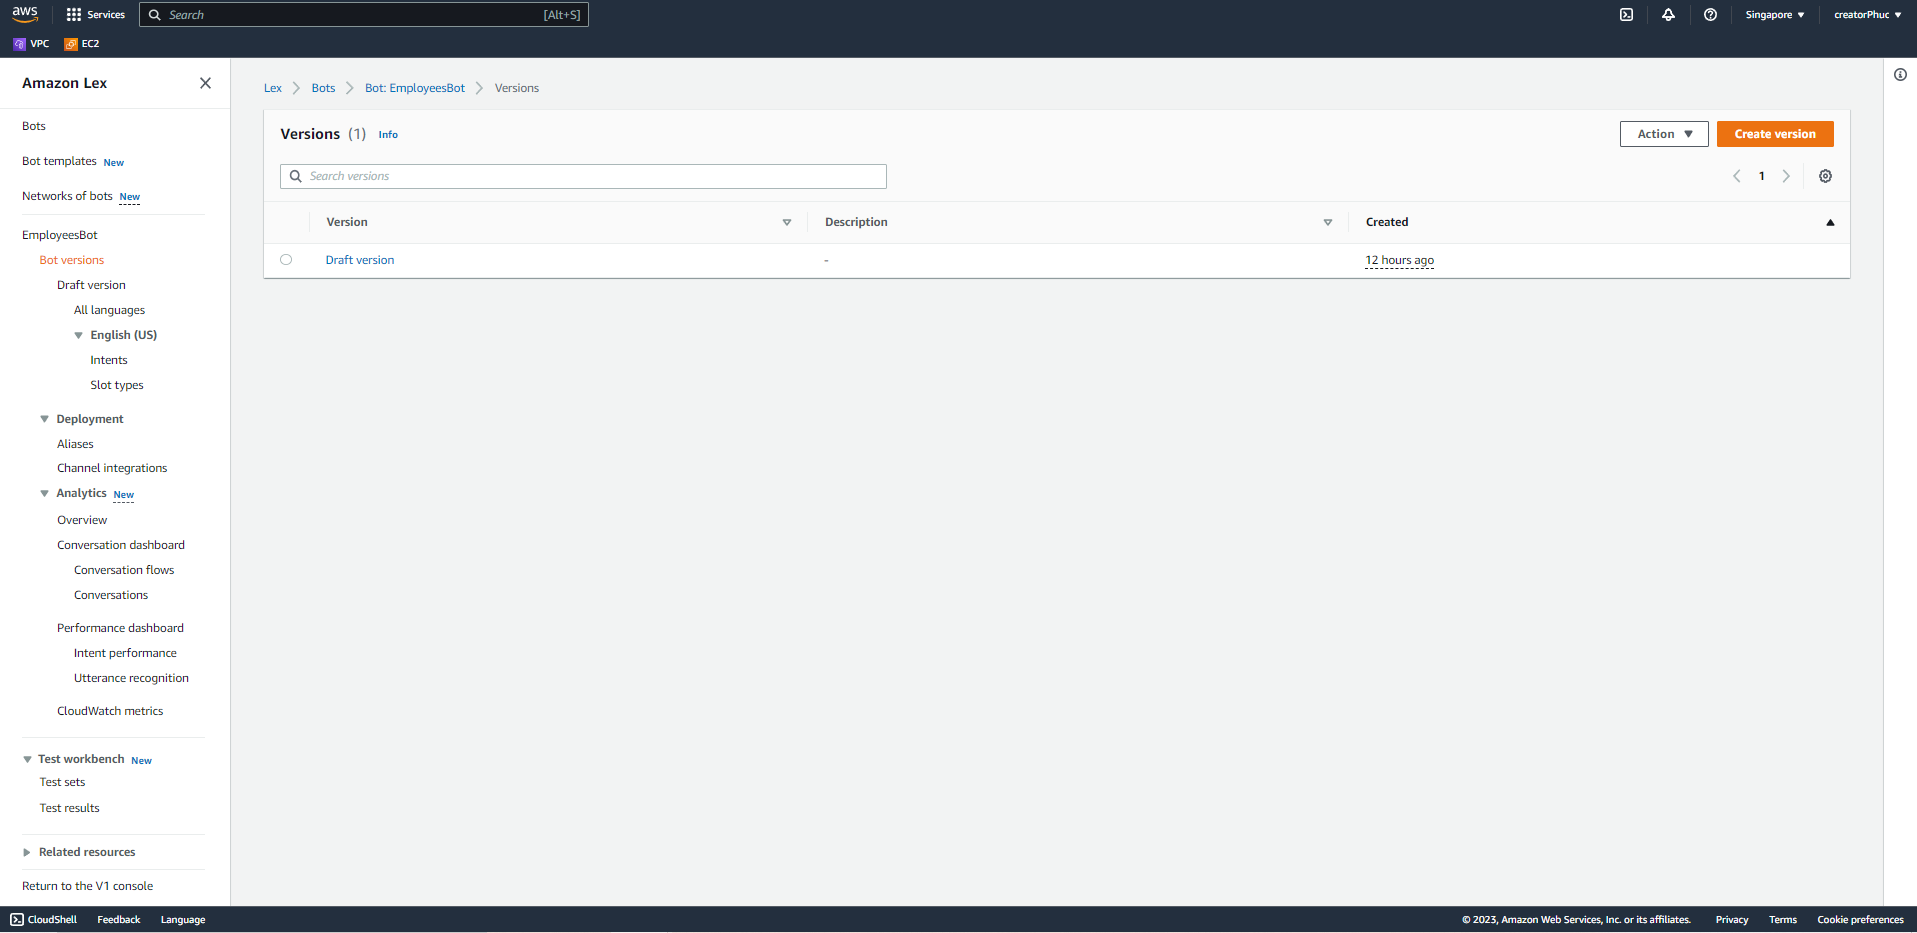 aws
Services
Search
[Alt+S]
Singapore
creatorPhuc
VPC
EC2
Amazon Lex
Bots
Bot templates New
Networks of bots New
EmployeesBot
Bot versions
Draft version
All languages
English (US)
Intents
Slot types
Deployment
Aliases
Channel integrations
Analytics New
Overview
Conversation dashboard
Conversation flows
Conversations
Performance dashboard
Intent performance
Utterance recognition
CloudWatch metrics
Test workbench New
Test sets
Test results
Related resources
Return to the V1 console
Lex
Bots
Bot: EmployeesBot
Versions
Versions (1) Info
Action
Create version
Search versions
1
Version
Description
Created
Draft version
-
12 hours ago
CloudShell
Feedback
Language
© 2023, Amazon Web Services, Inc. or its affiliates.
Privacy
Terms
Cookie preferences